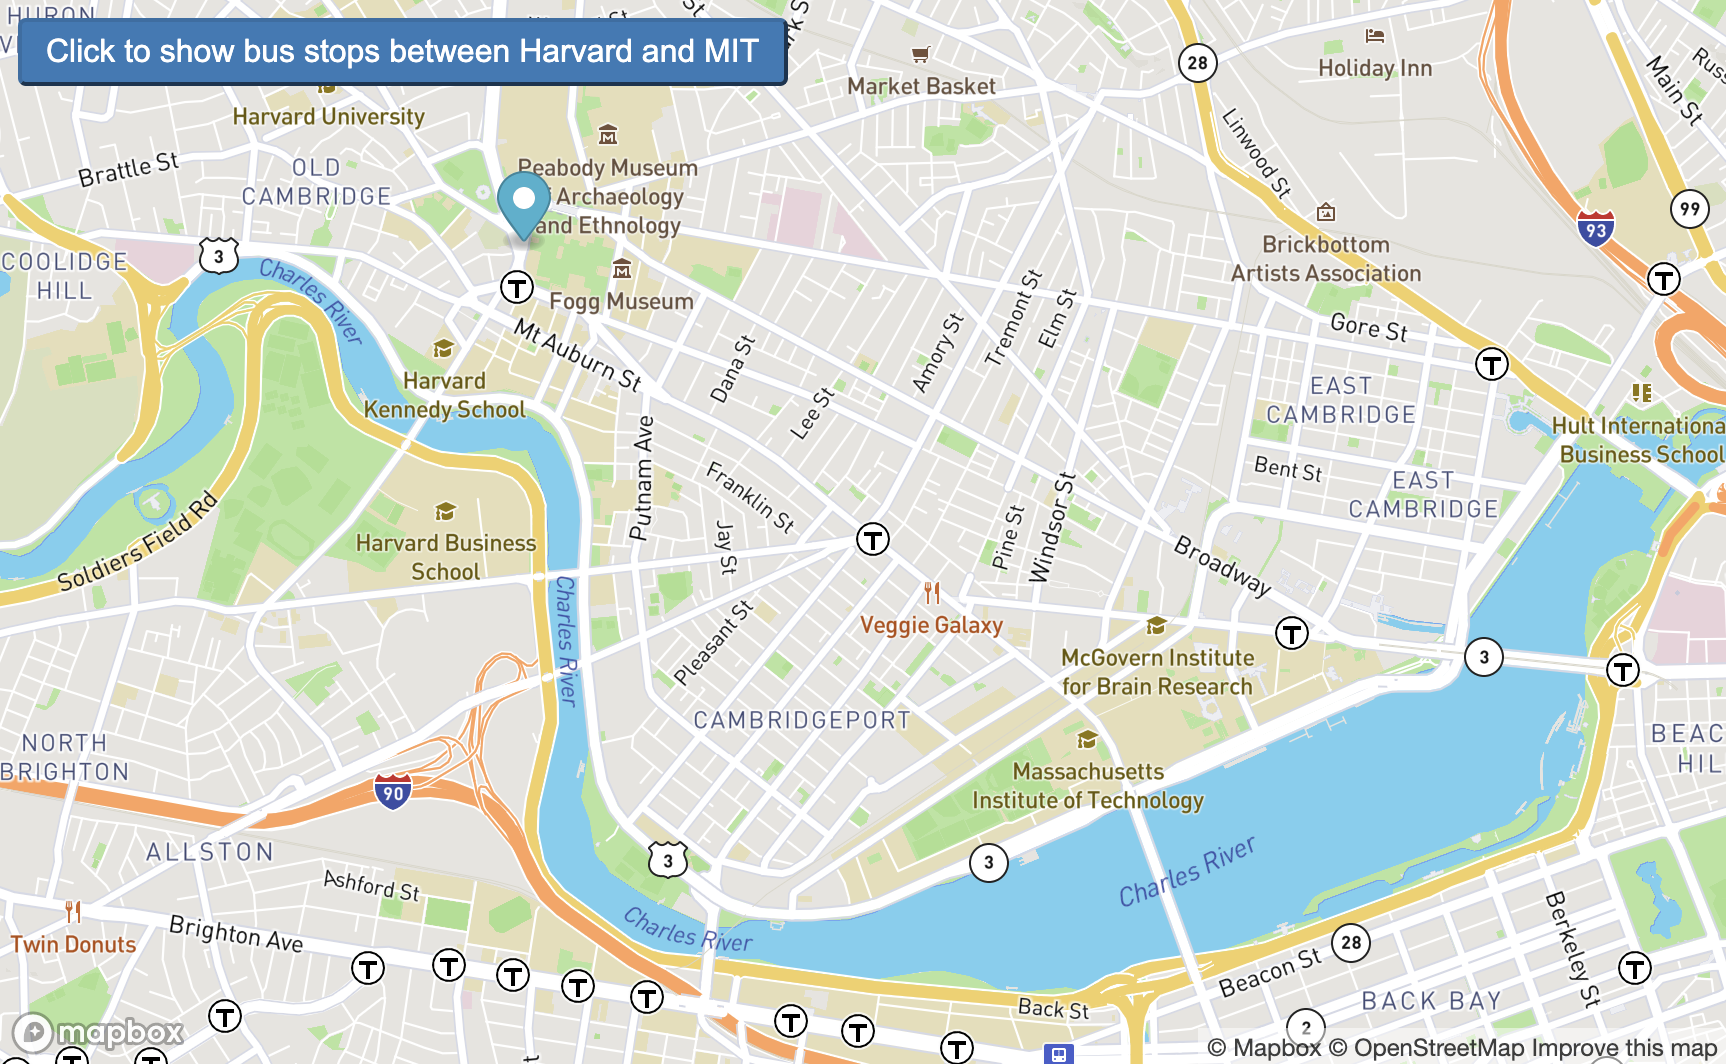 HURON
Click to show bus stops between Harvard and MIT
28
Holiday Inn
Market Basket
Main St
Harvard University
Linwood St
Brattle St
OLD
CAMBRIDGE
Peabody Museum
Archaeology
and Ethnology
99
93
Brickbottom
Artists Association
3
COOLIDGE
HILL
Charles River
T
T
Fogg Museum
Mt Auburn St
Dana St
Lee St
Amory St
Tremont St
Elm St
Gore St
T
Harvard
Kennedy School
EAST
CAMBRIDGE
Hult Internationa
Business School
Putnam Ave
Franklin St
Jay St
Bent St
EAST
CAMBRIDGE
Soldiers Field Rd
Harvard Business
School
T
Pine St
Windsor St
Broadway
Charles River
Pleasant St
Veggie Galaxy
T
McGovern Institute
for Brain Research
3
T
CAMBRIDGEPORT
NORTH
BRIGHTON
BEAC
HIL
90
Massachusetts
Institute of Technology
ALLSTON
3
3
Charles River
Ashford St
Twin Donuts
Brighton Ave
Charles River
28
Beacon St
Berkeley St
T
T
T
T
T
T
Back St
BACK BAY
T
T
T
T
2
mapbox
© Mapbox © OpenStreetMap Improve this map